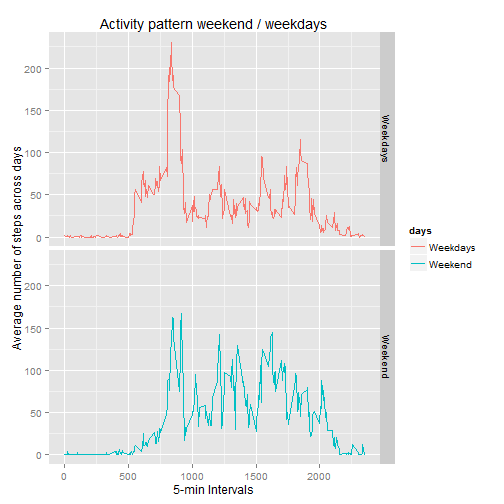 Activity pattern weekend / weekdays
Average number of steps across days
200
150
100
50
0
Weekdays
200
150
100
50
0
Weekend
0
500
1000
1500
2000
5-min Intervals
days
Weekdays
Weekend